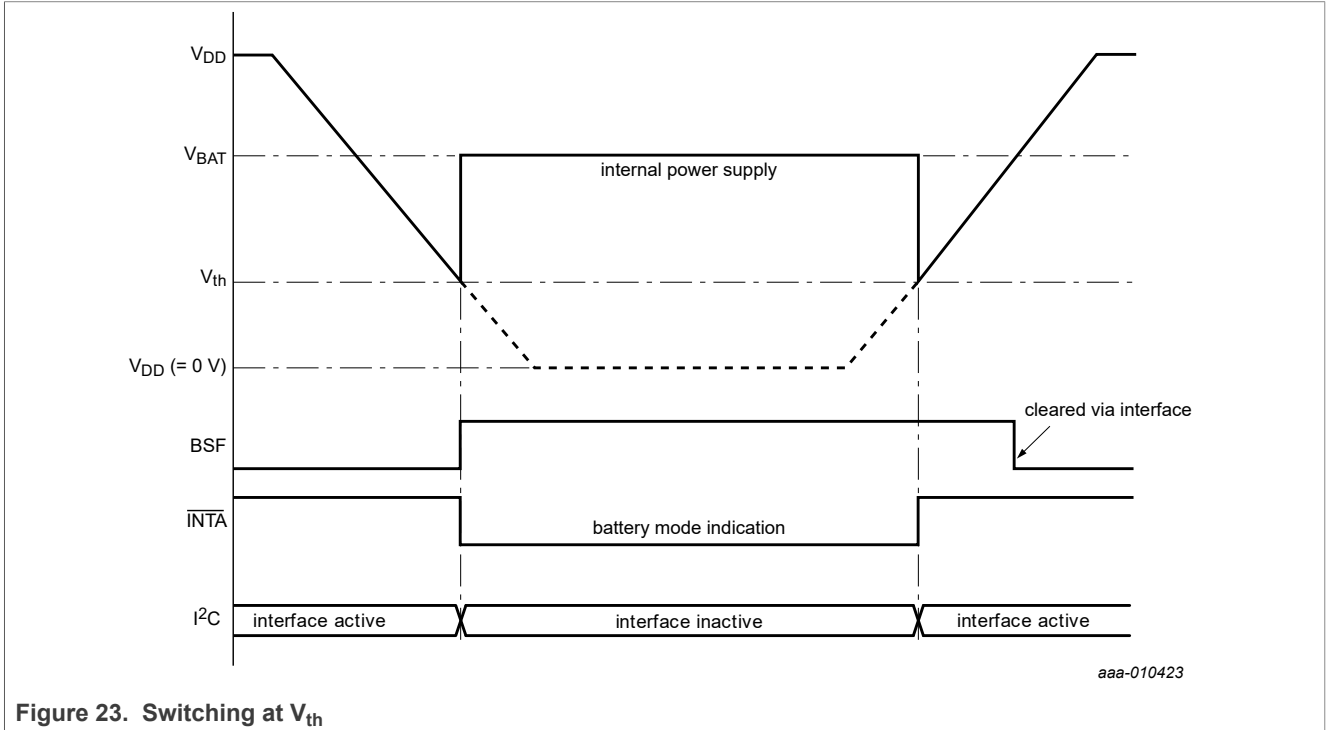 VDD
VBAT
internal power supply
Vth
VDD (= 0 V)
cleared via interface
BSF
INTA
battery mode indication
I2C
interface active
interface inactive
interface active
aaa-010423
Figure 23. Switching at Vth